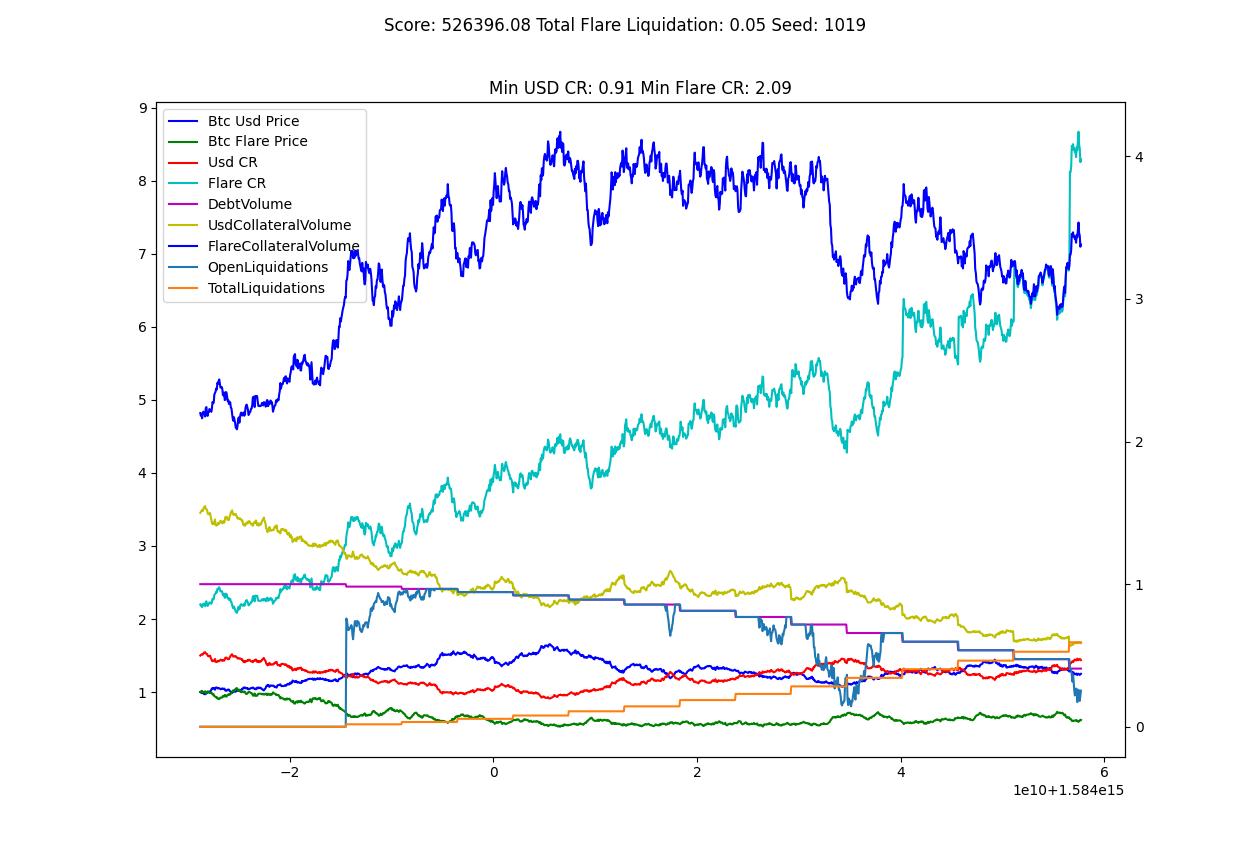 Score: 526396.08 Total Flare Liquidation: 0.05 Seed: 1019
Min USD CR: 0.91 Min Flare CR: 2.09
Btc Usd Price
Btc Flare Price
Usd CR
Flare CR
DebtVolume
UsdCollateralVolume
FlareCollateralVolume
OpenLiquidations
TotalLiquidations
9
8
7
6
5
4
3
2
1
4
3
2
1
0
−2
0
2
4
6
1e10+1.584e15